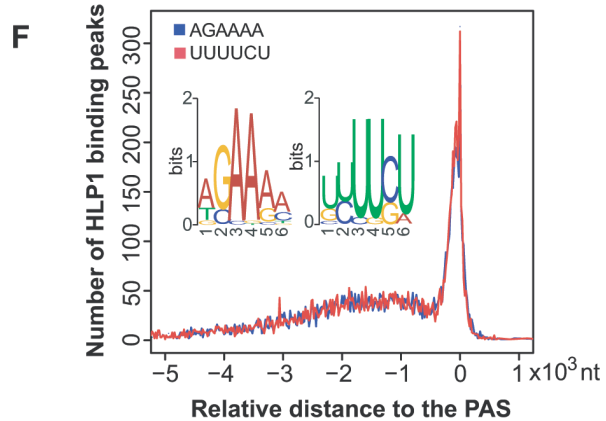 F
AGAAAA
UUUUCU
Number of HLP1 binding peaks
300
250
200
150
100
50
0
2
1
0
bits
1 2 3 4 5 6
2
1
0
bits
1 2 3 4 5 6
−5 −4 −3 −2 −1 0 1 x10³ nt
Relative distance to the PAS